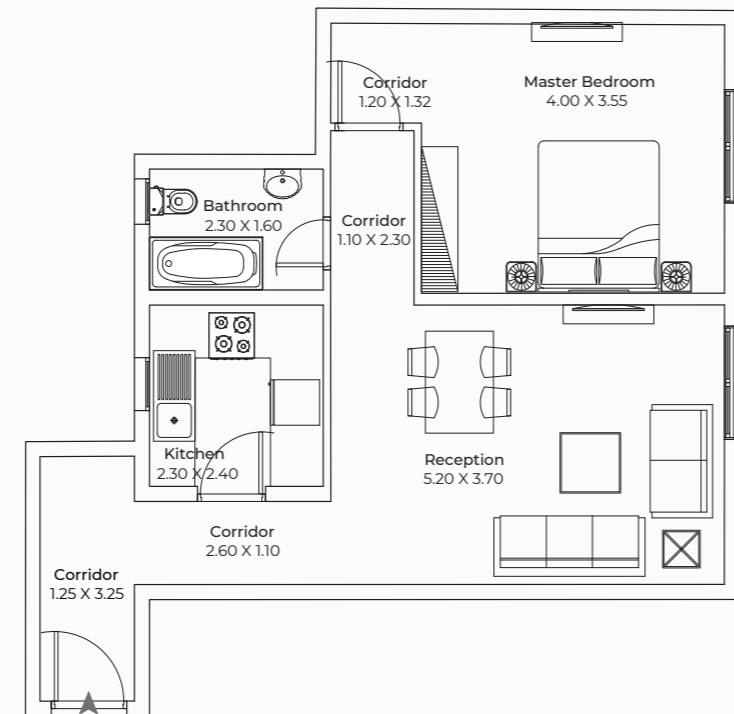 Corridor
1.20 X 1.32
Master Bedroom
4.00 X 3.55
Bathroom
2.30 X 1.60
Corridor
1.10 X 2.30
Kitchen
2.30 X 2.40
Reception
5.20 X 3.70
Corridor
2.60 X 1.10
Corridor
1.25 X 3.25